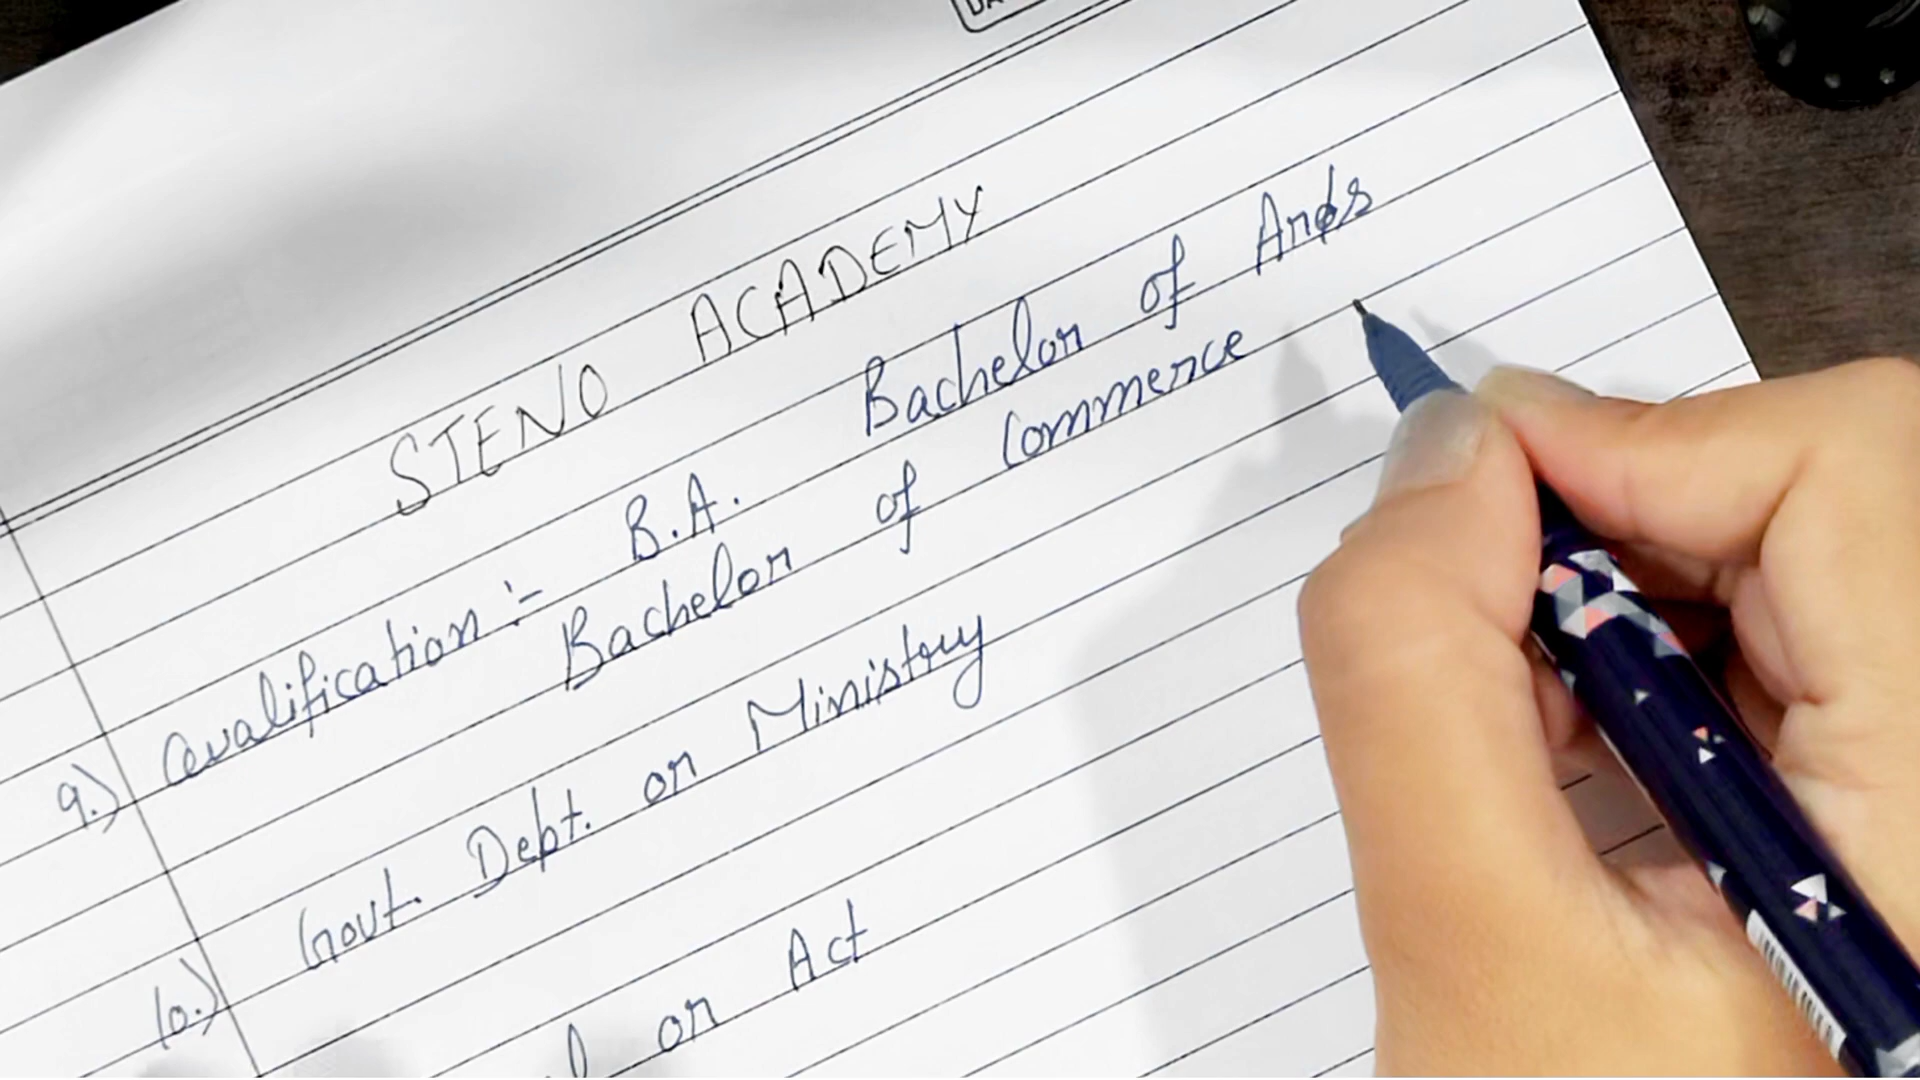 STENO ACADEMY
9.) Qualification :- B.A. Bachelor of Arts
Bachelor of Commerce
10.) Govt. Dept. or Ministry
or Act